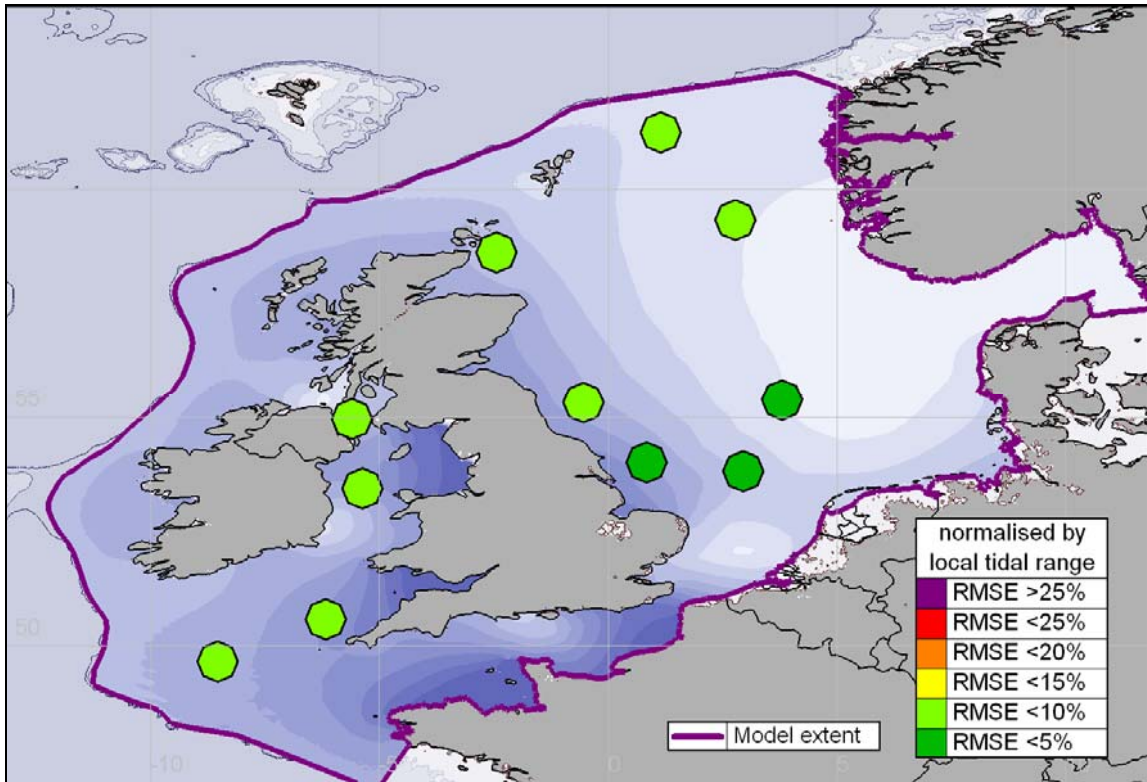 55
50
-10
-5
0
5
normalised by
local tidal range
RMSE >25%
RMSE <25%
RMSE <20%
RMSE <15%
RMSE <10%
RMSE <5%
Model extent